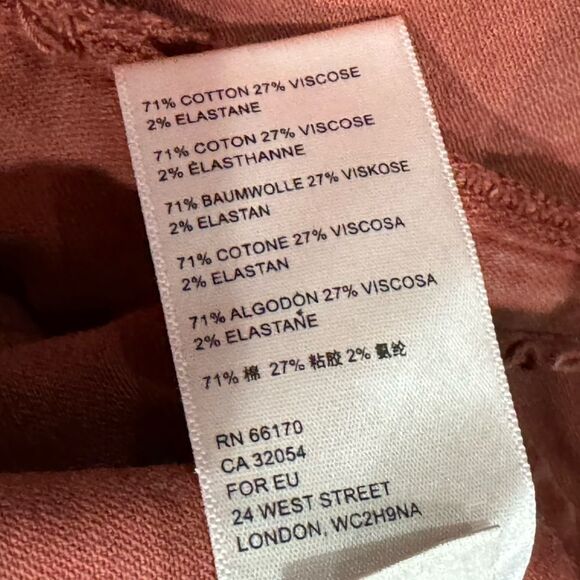 71% COTTON 27% VISCOSE
2% ELASTANE
71% COTON 27% VISCOSE
2% ÉLASTHANNE
71% BAUMWOLLE 27% VISKOSE
2% ELASTAN
71% COTONE 27% VISCOSA
2% ELASTAN
71% ALGODÓN 27% VISCOSA
2% ELASTANE
71% 棉 27% 粘胶 2% 氨纶
RN 66170
CA 32054
FOR EU
24 WEST STREET
LONDON, WC2H9NA